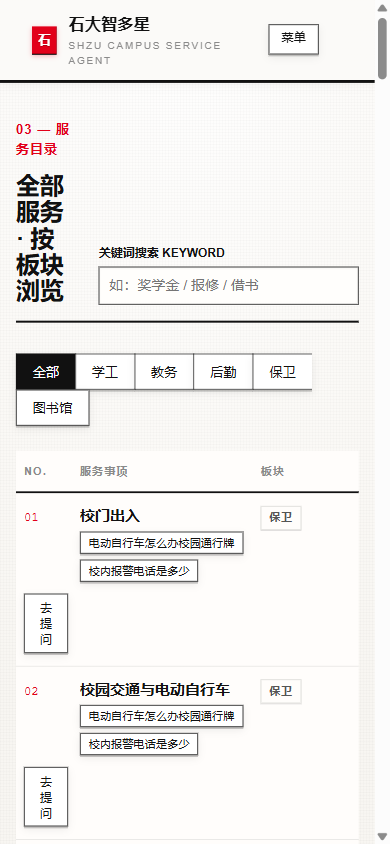 石
石大智多星
SHZU CAMPUS SERVICE
AGENT
菜单
03 — 服
务目录
全部
服务
· 按
板块
浏览
关键词搜索 KEYWORD
如：奖学金 / 报修 / 借书
全部
学工
教务
后勤
保卫
图书馆
NO.
服务事项
板块
01
校门出入
保卫
电动自行车怎么办校园通行牌
校内报警电话是多少
去
提
问
02
校园交通与电动自行车
保卫
电动自行车怎么办校园通行牌
校内报警电话是多少
去
提
问